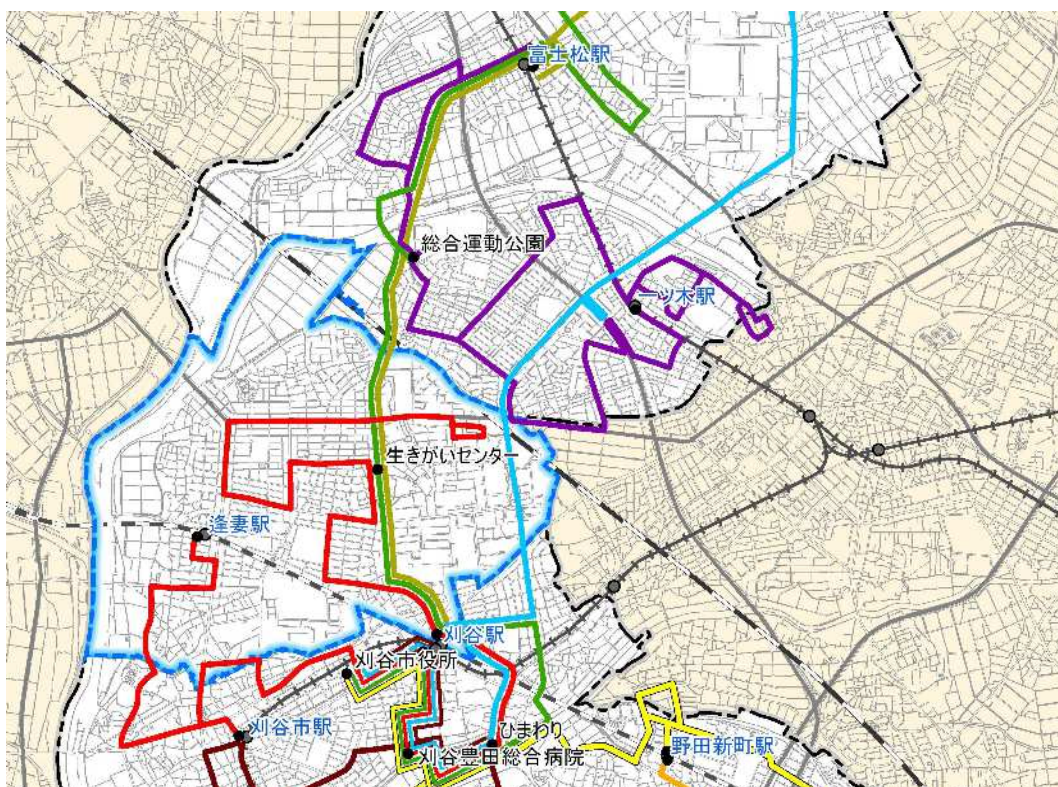 富士松駅
総合運動公園
一ツ木駅
生きがいセンター
逢妻駅
刈谷駅
刈谷市役所
ひまわり
刈谷市駅
刈谷豊田総合病院
野田新町駅